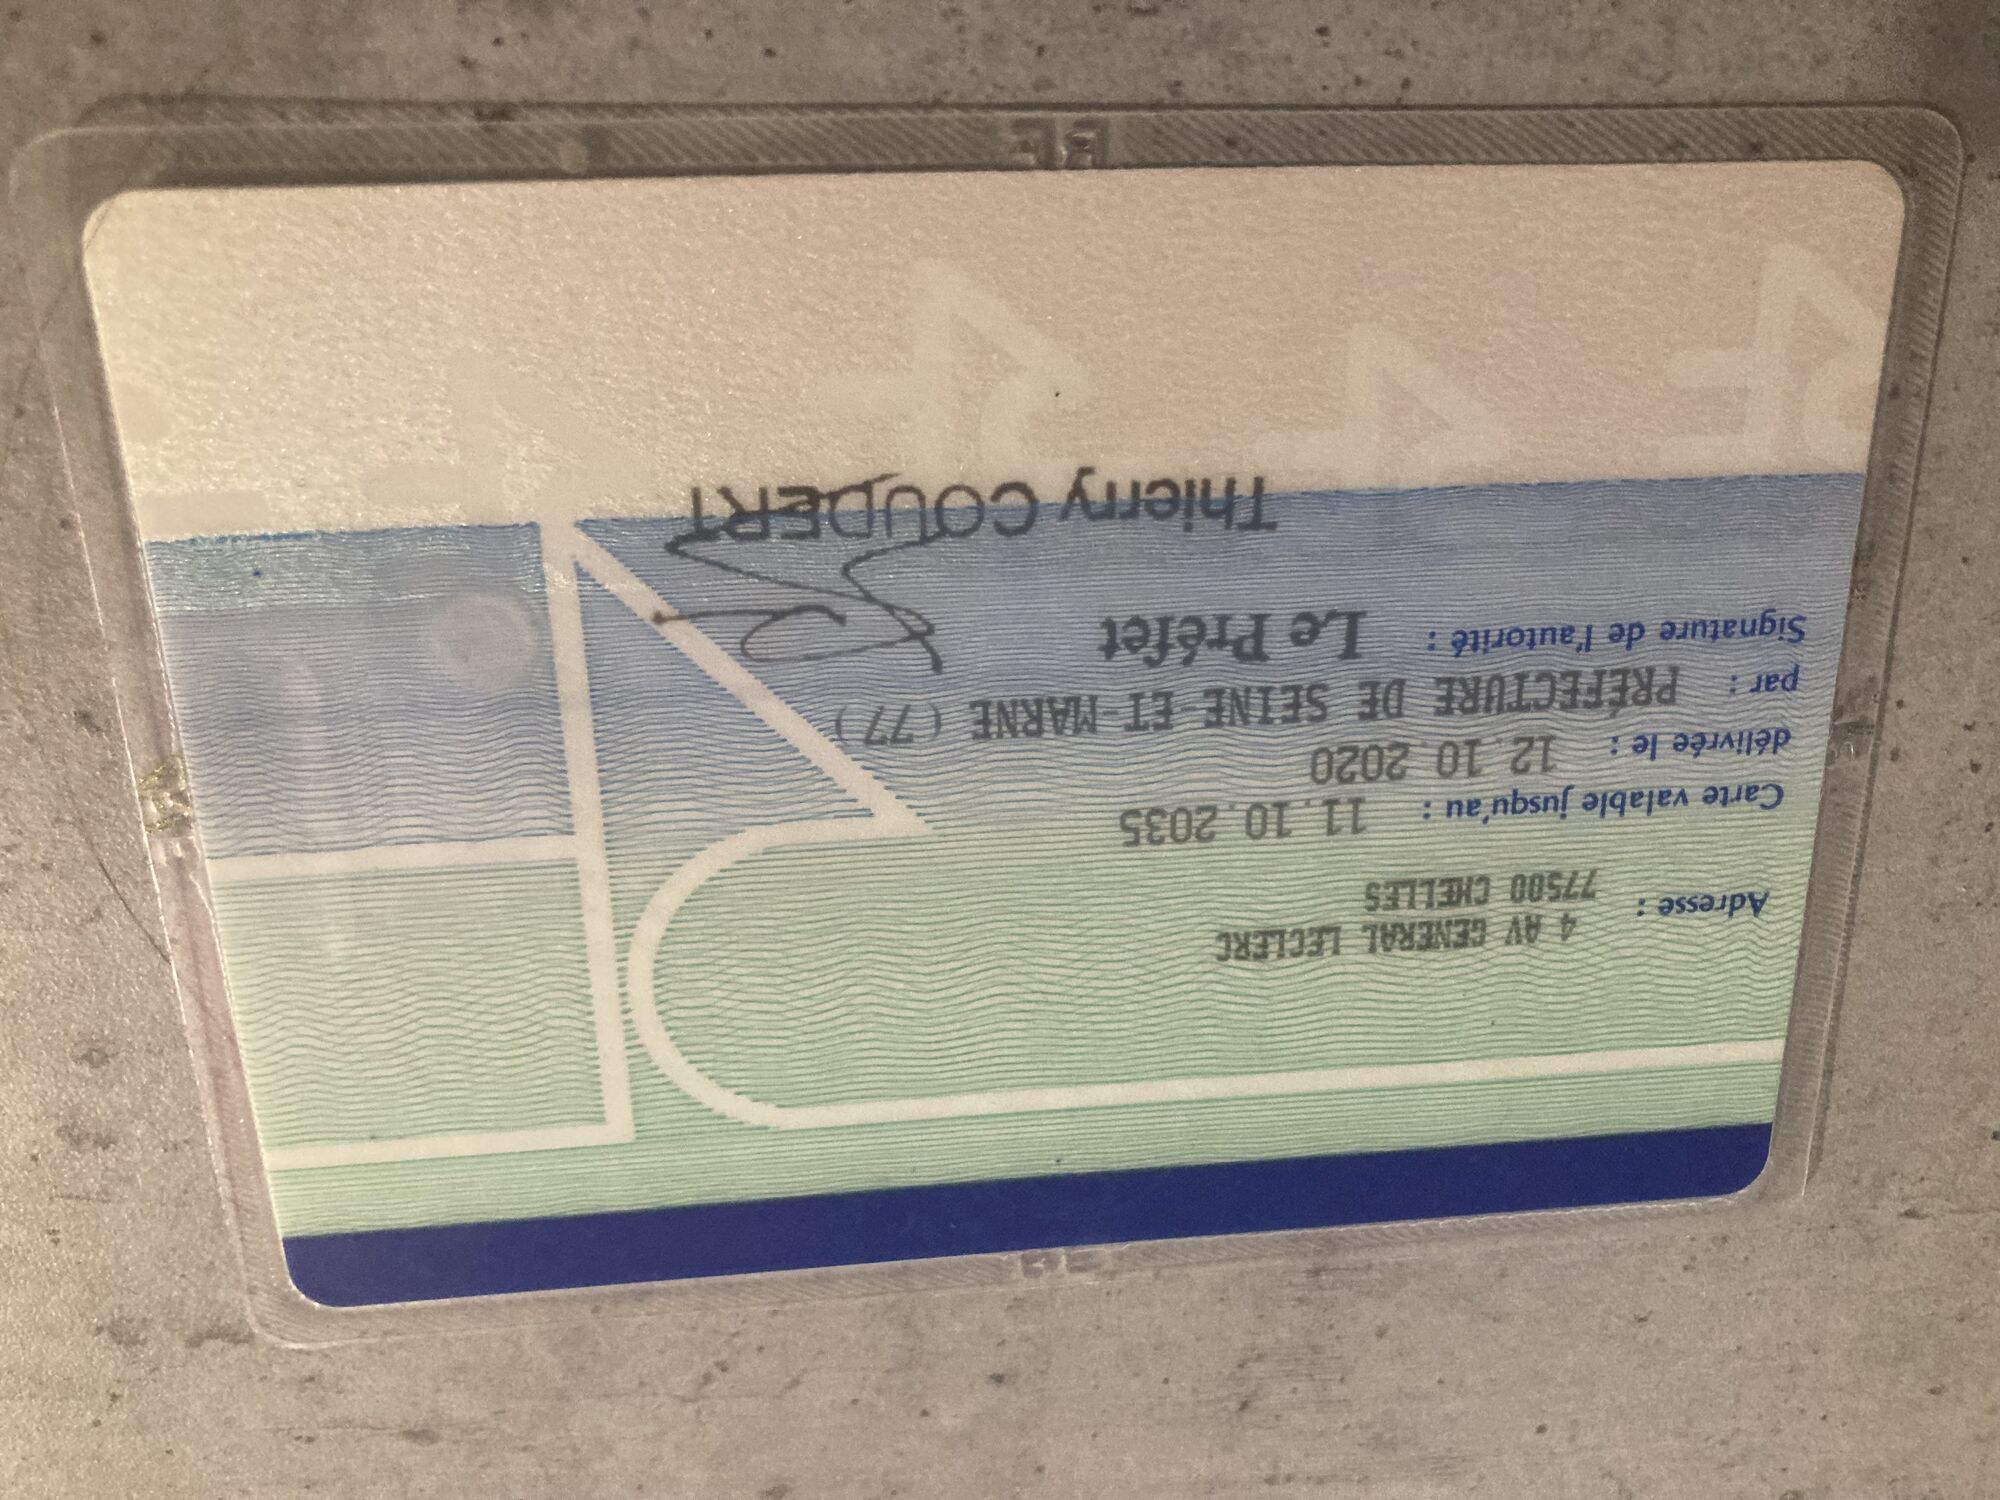 Adresse : 4 AV GENERAL LECLERC
77500 CHELLES
Carte valable jusqu'au : 11.10.2035
délivrée le : 12.10.2020
par : PRÉFECTURE DE SEINE-ET-MARNE (77)
Signature de l'autorité : Le Préfet
Thierry COUDERT
RF